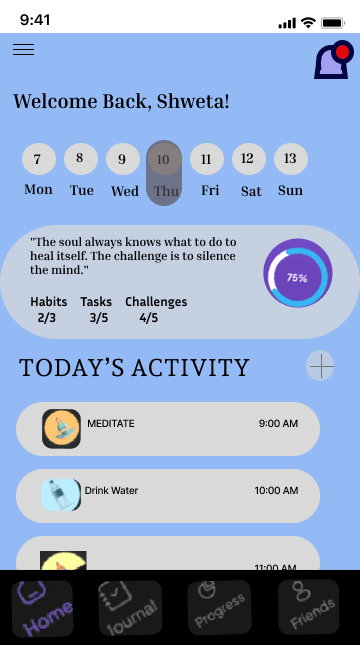 9:41
Welcome Back, Shweta!
7 8 9 10 11 12 13
Mon Tue Wed Thu Fri Sat Sun
"The soul always knows what to do to
heal itself. The challenge is to silence
the mind."
75%
Habits Tasks Challenges
2/3 3/5 4/5
TODAY'S ACTIVITY
MEDITATE 9:00 AM
Drink Water 10:00 AM
11:00 AM
Home Journal Progress Friends